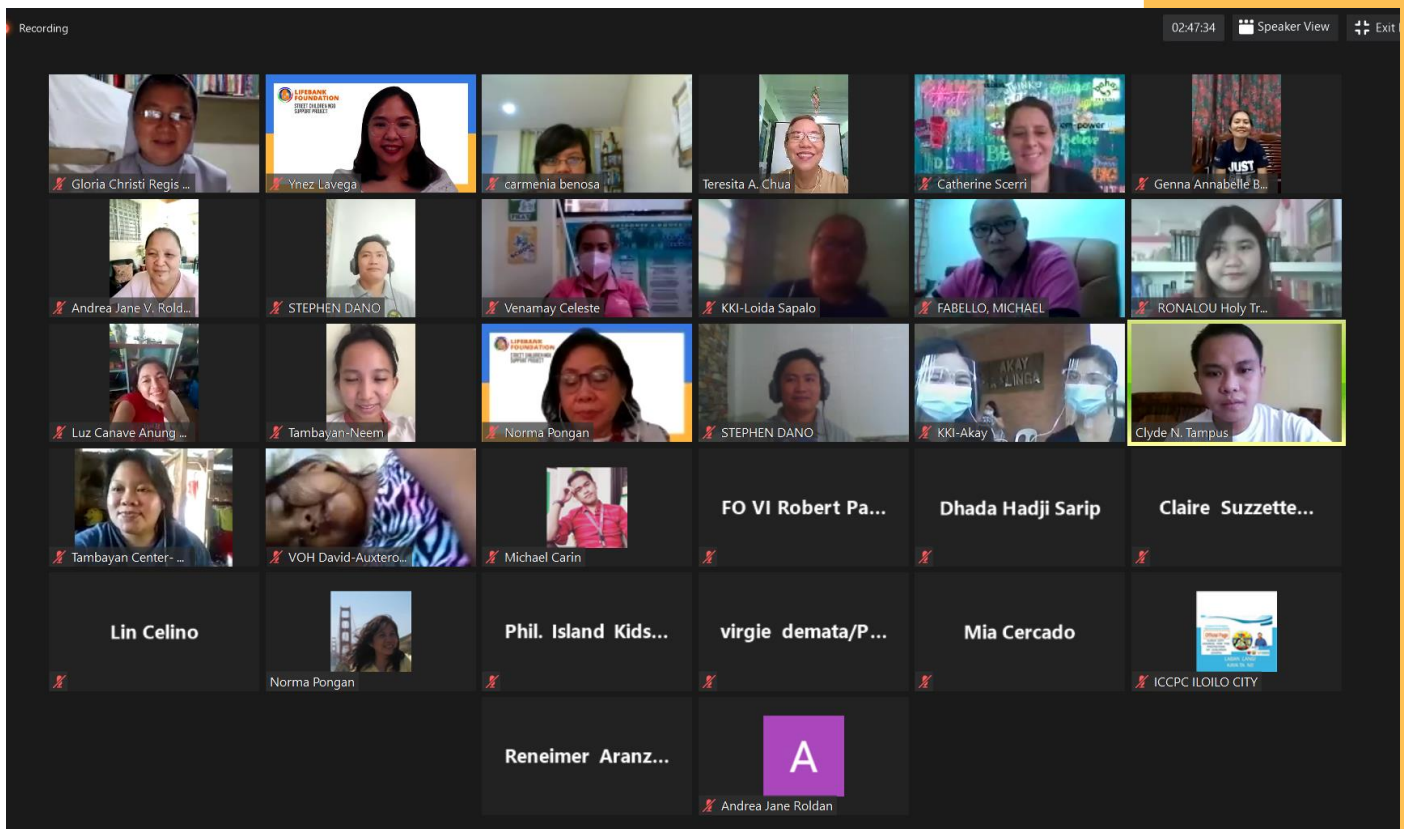 Recording
02:47:34
Speaker View
Exit
Gloria Christi Regis ...
LIFEBANK
FOUNDATION
STREET CHILDREN NGO
SUPPORT PROJECT
Ynez Lavega
carmenia benosa
Teresita A. Chua
Catherine Scerri
JUST
Genna Annabelle B...
Andrea Jane V. Rold...
STEPHEN DANO
Venamay Celeste
KKI-Loida Sapalo
FABELLO, MICHAEL
RONALOU Holy Tr...
Luz Canave Anung ...
Tambayan-Neem
LIFEBANK
FOUNDATION
STREET CHILDREN NGO
SUPPORT PROJECT
Norma Pongan
STEPHEN DANO
AKAY
KKI-Akay
Clyde N. Tampus
Tambayan Center- ...
VOH David-Auxtero...
Michael Carin
FO VI Robert Pa...
Dhada Hadji Sarip
Claire Suzzette...
Lin Celino
Norma Pongan
Phil. Island Kids...
virgie demata/P...
Mia Cercado
ICCPC ILOILO CITY
Reneimer Aranz...
A
Andrea Jane Roldan